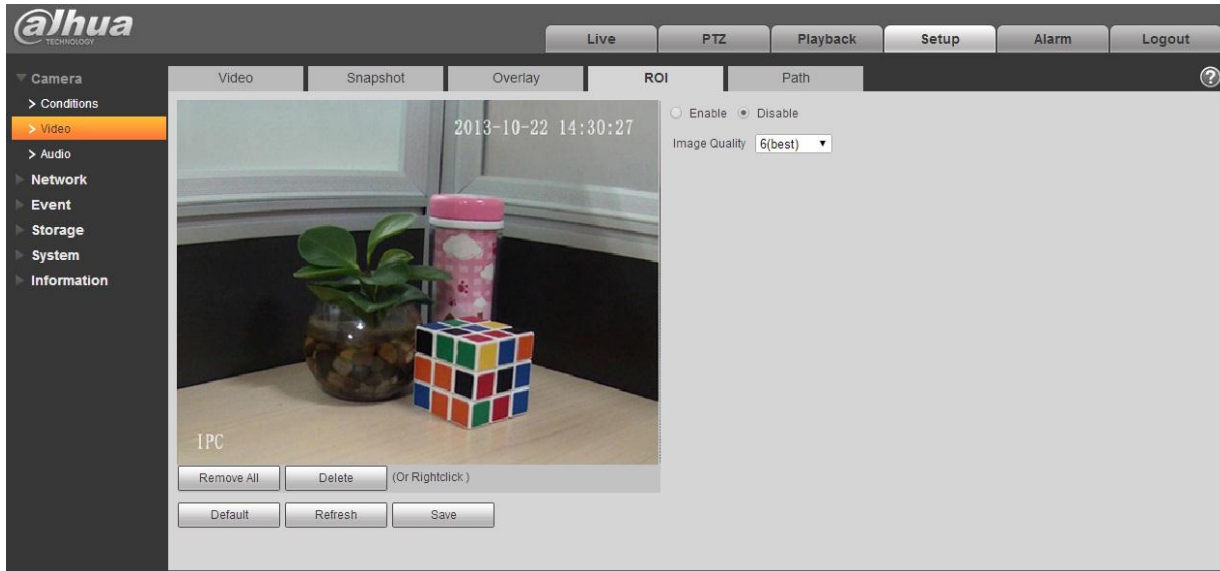 alhua
TECHNOLOGY
Live PTZ Playback Setup Alarm Logout
Camera
Conditions
Video
Audio
Network
Event
Storage
System
Information
Video Snapshot Overlay ROI Path
?
2013-10-22 14:30:27
IPC
Enable Disable
Image Quality 6(best)
Remove All Delete (Or Rightclick )
Default Refresh Save